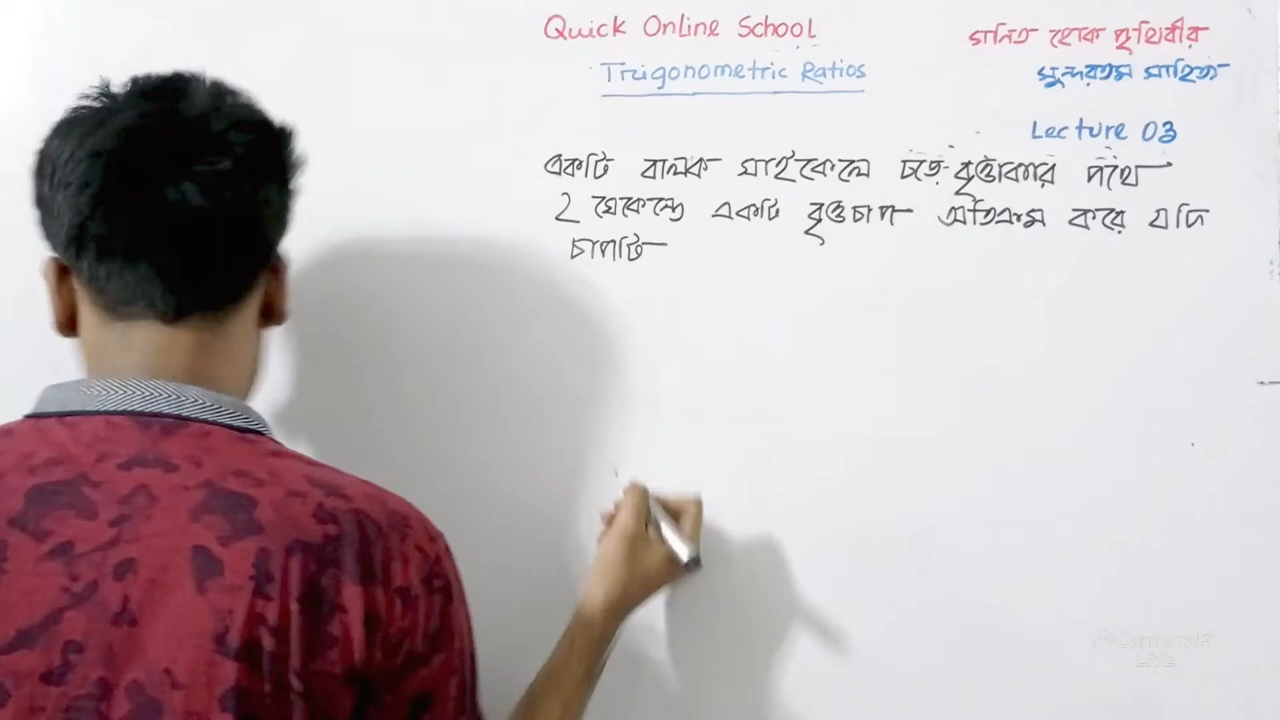 Quick Online School
Trigonometric Ratios
গনিত হোক পৃথিবীর
সুন্দরতম সাহিত্য
Lecture 03
একটি বালক সাইকেলে চড়ে বৃত্তাকার পথে
2 সেকেন্ডে একটি বৃত্তচাপ অতিক্রম করে যদি
চাপটি